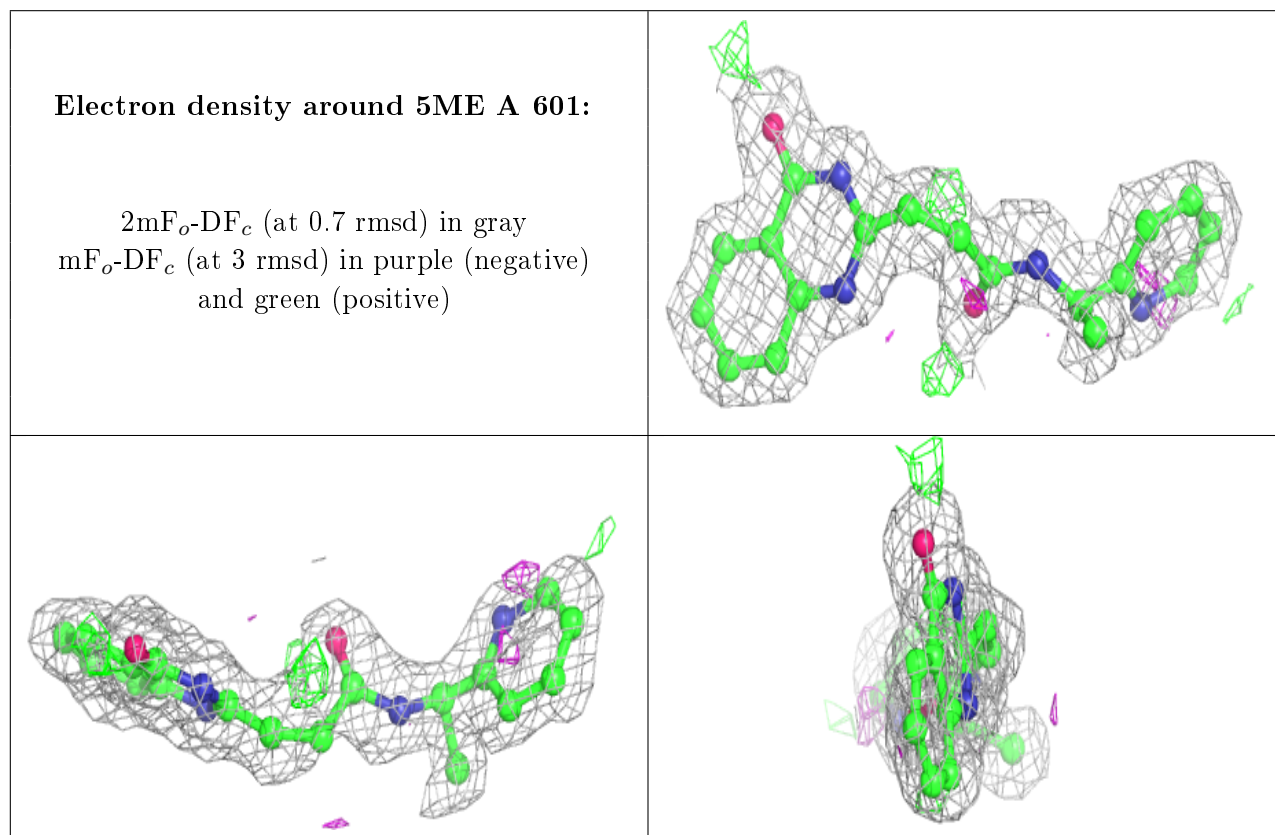 Electron density around 5ME A 601:
2mFo-DFc (at 0.7 rmsd) in gray
mFo-DFc (at 3 rmsd) in purple (negative)
and green (positive)